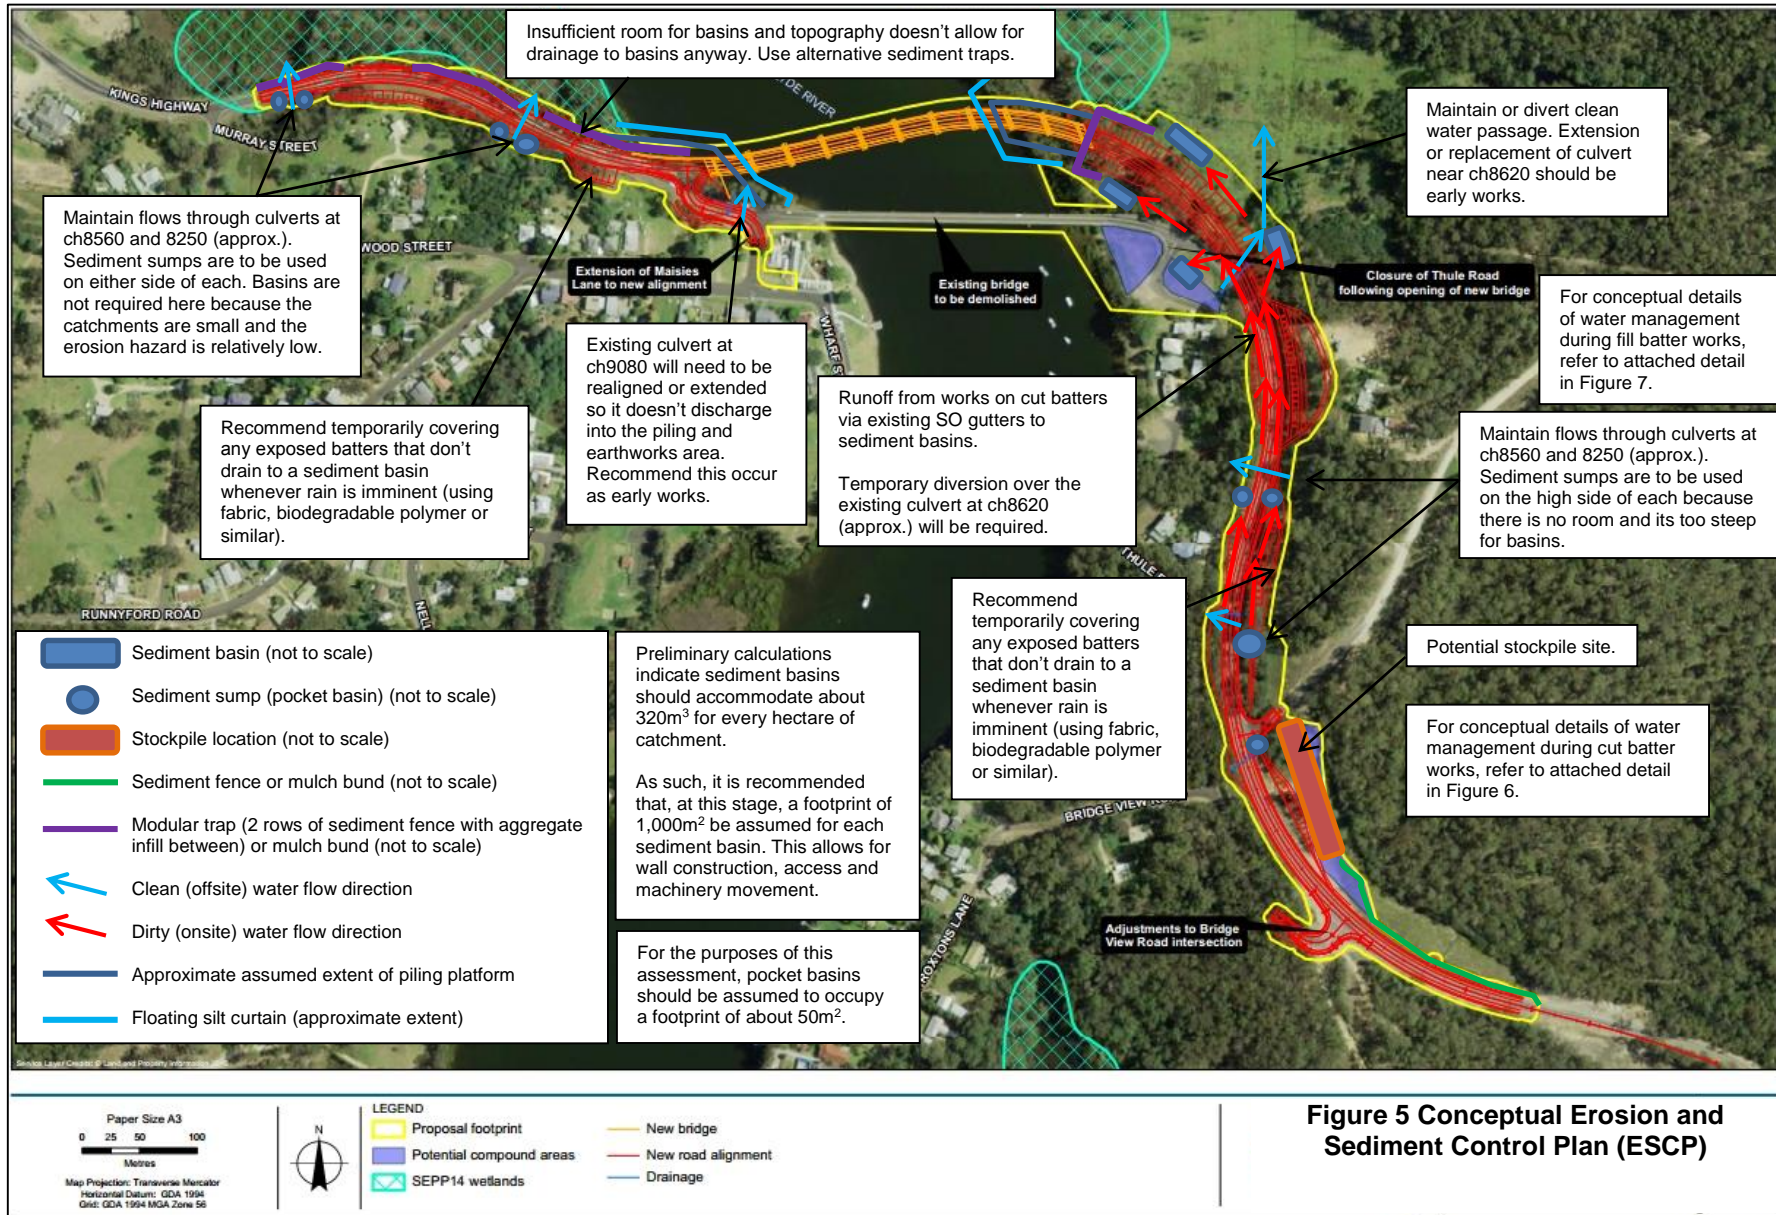 Insufficient room for basins and topography doesn't allow for
drainage to basins anyway. Use alternative sediment traps.
KINGS HIGHWAY
MURRAY STREET
DE RIVER
Maintain or divert clean
water passage. Extension
or replacement of culvert
near ch8620 should be
early works.
Maintain flows through culverts at
ch8560 and 8250 (approx.).
Sediment sumps are to be used
on either side of each. Basins are
not required here because the
catchments are small and the
erosion hazard is relatively low.
WOOD STREET
Extension of Maisies
Lane to new alignment
Existing bridge
to be demolished
Closure of Thule Road
following opening of new bridge
For conceptual details
of water management
during fill batter works,
refer to attached detail
in Figure 7.
Existing culvert at
ch9080 will need to be
realigned or extended
so it doesn't discharge
into the piling and
earthworks area.
Recommend this occur
as early works.
WHARF S
Runoff from works on cut batters
via existing SO gutters to
sediment basins.
Temporary diversion over the
existing culvert at ch8620
(approx.) will be required.
Recommend temporarily covering
any exposed batters that don't
drain to a sediment basin
whenever rain is imminent (using
fabric, biodegradable polymer or
similar).
Maintain flows through culverts at
ch8560 and 8250 (approx.).
Sediment sumps are to be used
on the high side of each because
there is no room and its too steep
for basins.
THULE
RUNNYFORD ROAD
NELL
Recommend
temporarily covering
any exposed batters
that don't drain to a
sediment basin
whenever rain is
imminent (using fabric,
biodegradable polymer
or similar).
Potential stockpile site.
For conceptual details of water
management during cut batter
works, refer to attached detail
in Figure 6.
BRIDGE VIEW RO
Sediment basin (not to scale)
Sediment sump (pocket basin) (not to scale)
Stockpile location (not to scale)
Sediment fence or mulch bund (not to scale)
Modular trap (2 rows of sediment fence with aggregate
infill between) or mulch bund (not to scale)
Clean (offsite) water flow direction
Dirty (onsite) water flow direction
Approximate assumed extent of piling platform
Floating silt curtain (approximate extent)
Preliminary calculations
indicate sediment basins
should accommodate about
320m³ for every hectare of
catchment.
As such, it is recommended
that, at this stage, a footprint of
1,000m² be assumed for each
sediment basin. This allows for
wall construction, access and
machinery movement.
For the purposes of this
assessment, pocket basins
should be assumed to occupy
a footprint of about 50m².
ROXTONS LANE
Adjustments to Bridge
View Road intersection
Service Layer Credits: © Land and Property Information
Paper Size A3
0 25 50 100
Metres
Map Projection: Transverse Mercator
Horizontal Datum: GDA 1994
Grid: GDA 1994 MGA Zone 56
N
LEGEND
Proposal footprint
Potential compound areas
SEPP14 wetlands
New bridge
New road alignment
Drainage
Figure 5 Conceptual Erosion and
Sediment Control Plan (ESCP)